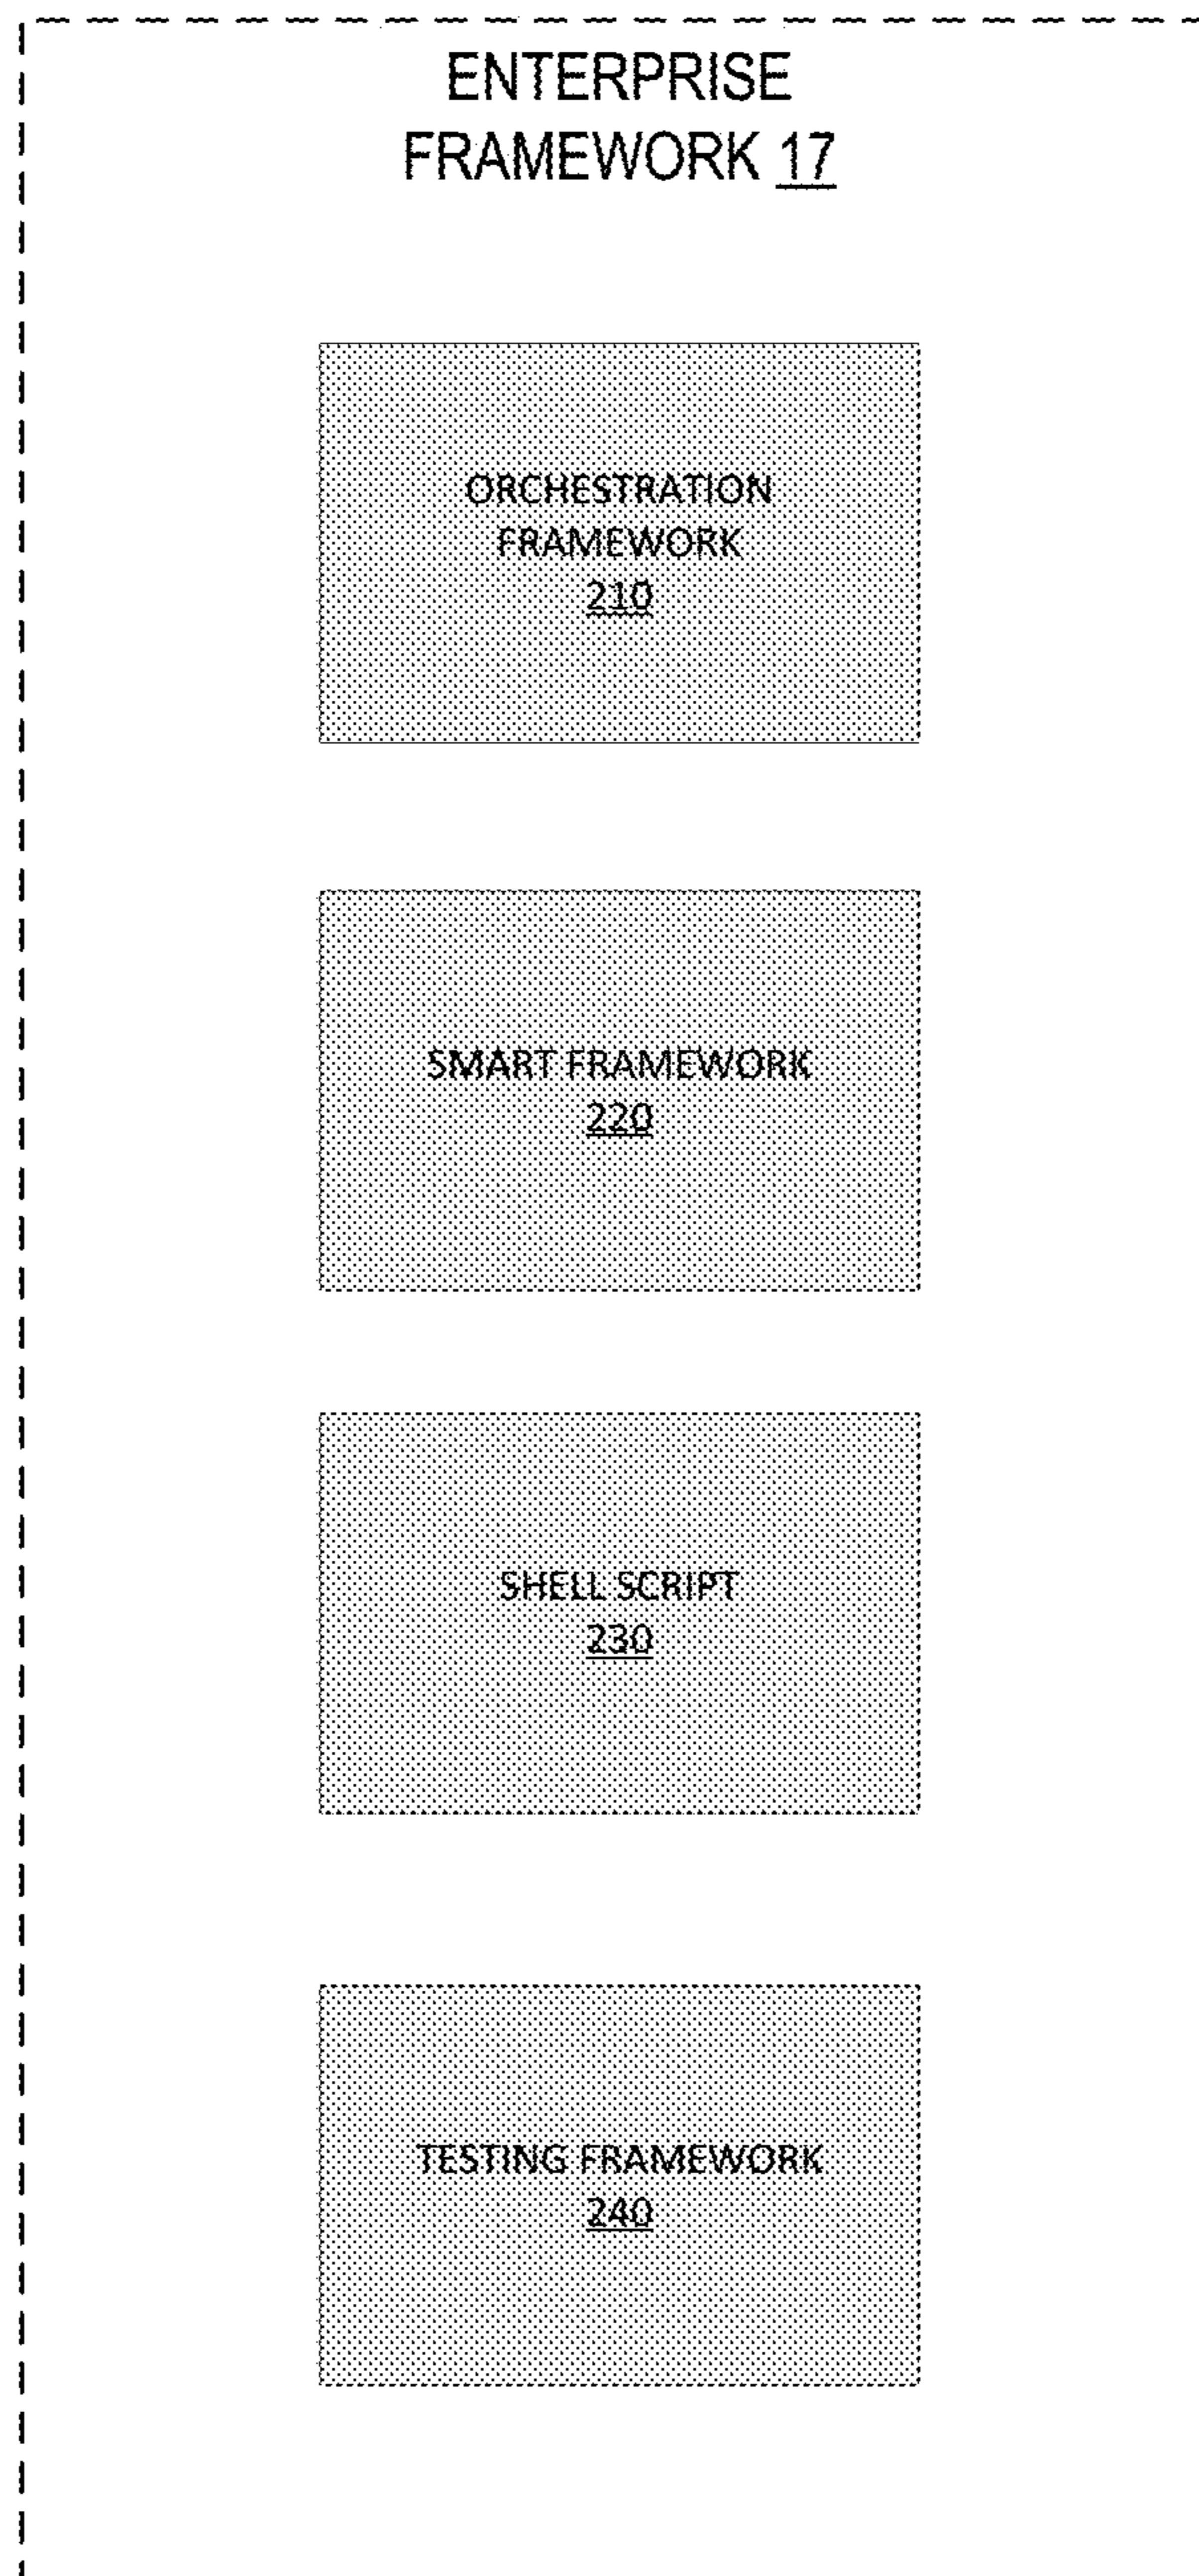 ENTERPRISE
FRAMEWORK 17
ORCHESTRATION
FRAMEWORK
210
SMART FRAMEWORK
220
SHELL SCRIPT
230
TESTING FRAMEWORK
240